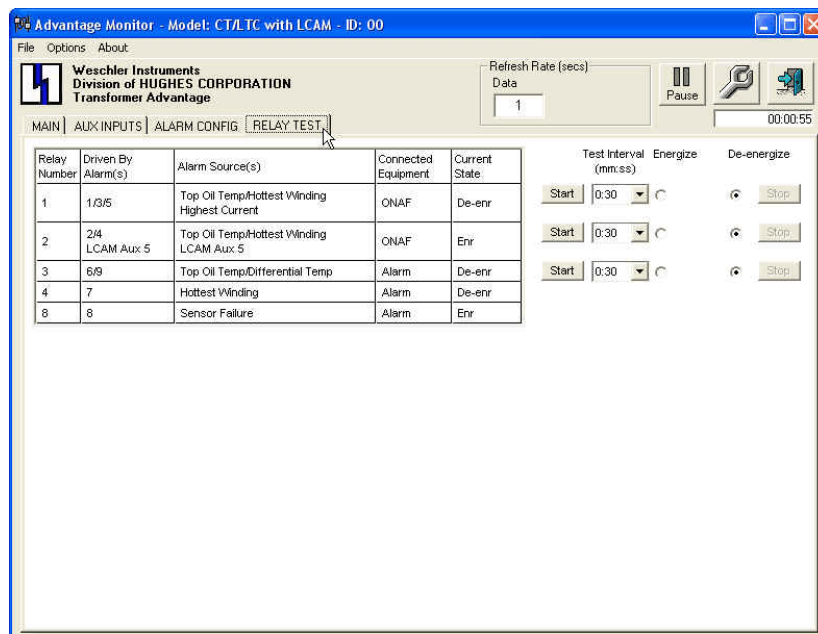 Advantage Monitor - Model: CT/LTC with LCAM - ID: 00
File Options About
Weschler Instruments
Division of HUGHES CORPORATION
Transformer Advantage
Refresh Rate (secs)
Data
1
Pause
00:00:55
MAIN AUX INPUTS ALARM CONFIG RELAY TEST
Relay Number Driven By Alarm(s) Alarm Source(s) Connected Equipment Current State
Test Interval (mm:ss) Energize De-energize
1 1/3/5 Top Oil Temp/Hottest Winding Highest Current ONAF De-enr Start 0:30 Stop
2 2/4 LCAM Aux 5 Top Oil Temp/Hottest Winding LCAM Aux 5 ONAF Enr Start 0:30 Stop
3 6/9 Top Oil Temp/Differential Temp Alarm De-enr Start 0:30 Stop
4 7 Hottest Winding Alarm De-enr
8 8 Sensor Failure Alarm Enr